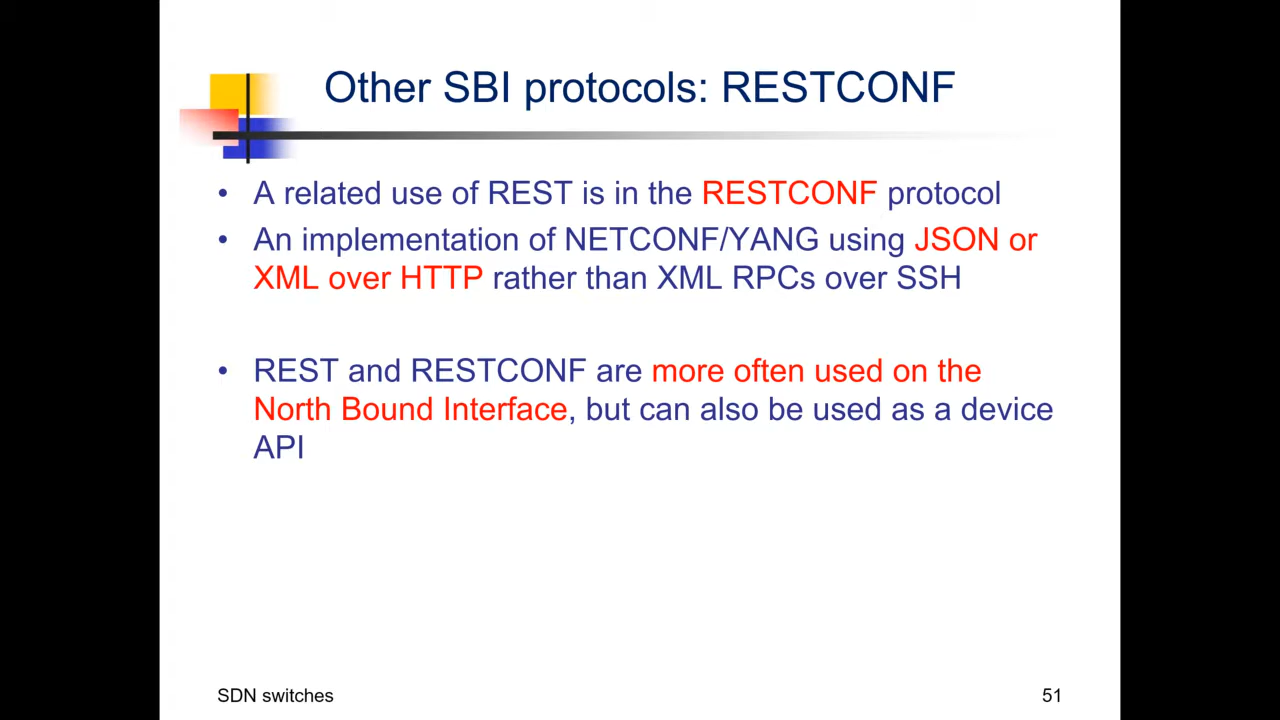 Other SBI protocols: RESTCONF
• A related use of REST is in the RESTCONF protocol
• An implementation of NETCONF/YANG using JSON or
XML over HTTP rather than XML RPCs over SSH
• REST and RESTCONF are more often used on the
North Bound Interface, but can also be used as a device
API
SDN switches
51